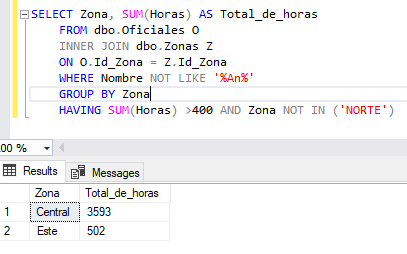 SELECT Zona, SUM(Horas) AS Total_de_horas
FROM dbo.Oficiales O
INNER JOIN dbo.Zonas Z
ON O.Id_Zona = Z.Id_Zona
WHERE Nombre NOT LIKE '%An%'
GROUP BY Zona
HAVING SUM(Horas) >400 AND Zona NOT IN ('NORTE')
00 %
Results Messages
Zona Total_de_horas
1 Central 3593
2 Este 502